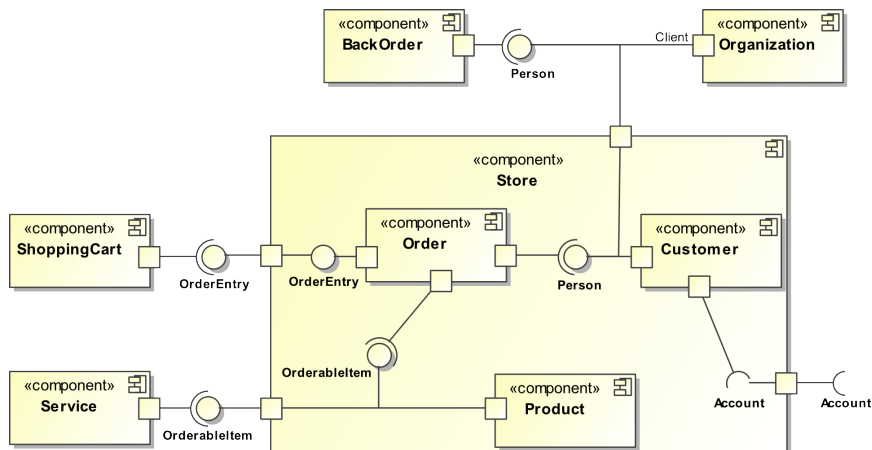 «component»
BackOrder
Person
Client
«component»
Organization
«component»
Store
«component»
ShoppingCart
OrderEntry
OrderEntry
«component»
Order
Person
«component»
Customer
OrderableItem
«component»
Service
OrderableItem
«component»
Product
Account
Account